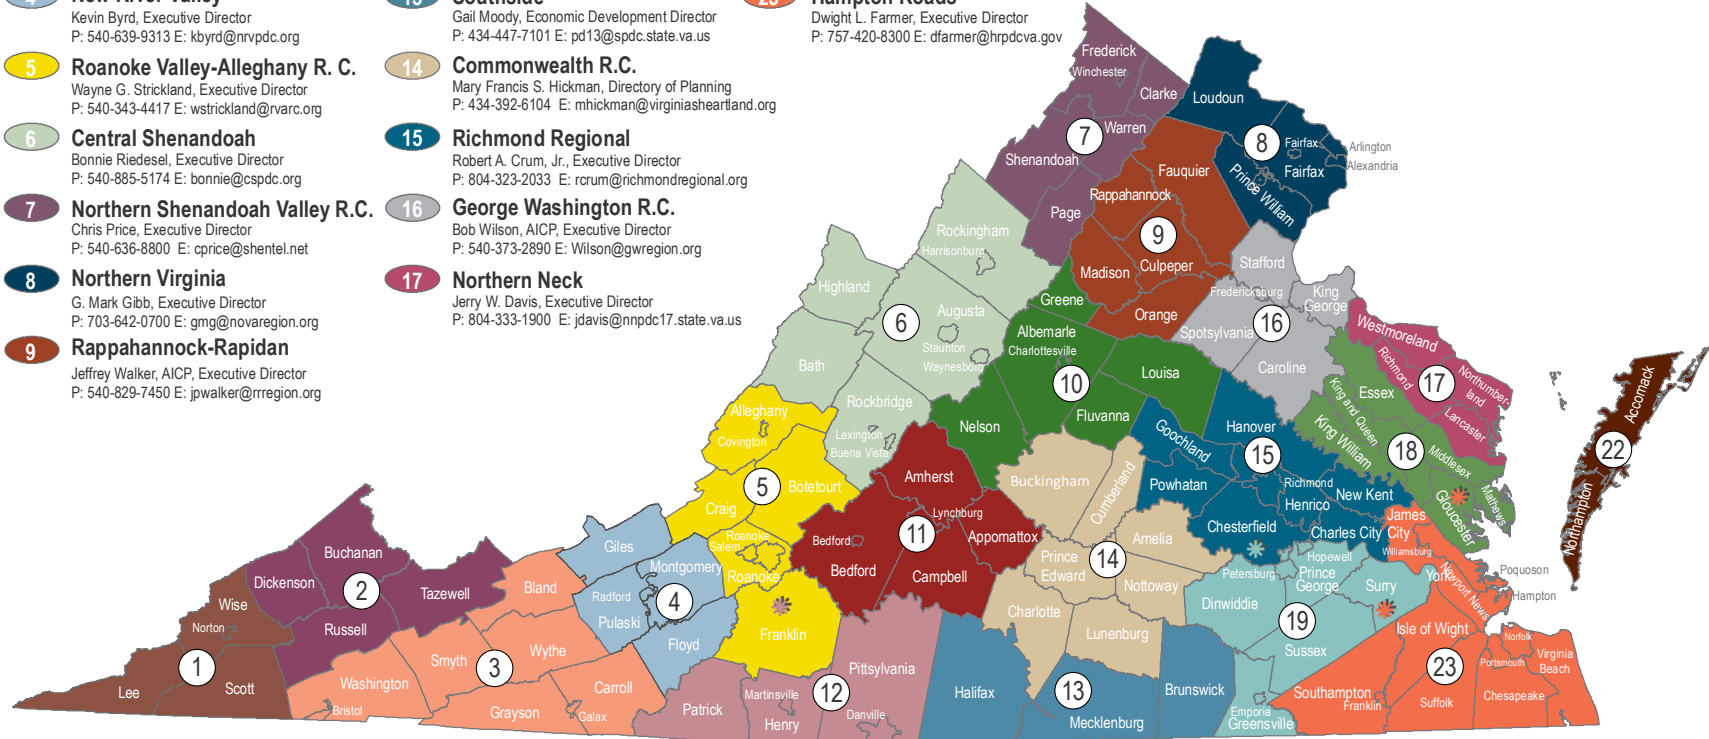 4 New River Valley
Kevin Byrd, Executive Director
P: 540-639-9313 E: kbyrd@nrvpdc.org
5 Roanoke Valley-Alleghany R. C.
Wayne G. Strickland, Executive Director
P: 540-343-4417 E: wstrickland@rvarc.org
6 Central Shenandoah
Bonnie Riedesel, Executive Director
P: 540-885-5174 E: bonnie@cspdc.org
7 Northern Shenandoah Valley R.C.
Chris Price, Executive Director
P: 540-636-8800 E: cprice@shentel.net
8 Northern Virginia
G. Mark Gibb, Executive Director
P: 703-642-0700 E: gmg@novaregion.org
9 Rappahannock-Rapidan
Jeffrey Walker, AICP, Executive Director
P: 540-829-7450 E: jpwalker@rrregion.org
13 Southside
Gail Moody, Economic Development Director
P: 434-447-7101 E: pd13@spdc.state.va.us
14 Commonwealth R.C.
Mary Francis S. Hickman, Directory of Planning
P: 434-392-6104 E: mhickman@virginiasheartland.org
15 Richmond Regional
Robert A. Crum, Jr., Executive Director
P: 804-323-2033 E: rcrum@richmondregional.org
16 George Washington R.C.
Bob Wilson, AICP, Executive Director
P: 540-373-2890 E: Wilson@gwregion.org
17 Northern Neck
Jerry W. Davis, Executive Director
P: 804-333-1900 E: jdavis@nnpdc17.state.va.us
23 Hampton Roads
Dwight L. Farmer, Executive Director
P: 757-420-8300 E: dfarmer@hrpdcva.gov
Frederick
Winchester
Clarke
Warren
7
Shenandoah
Page
Loudoun
8
Fairfax
Fairfax
Arlington
Alexandria
Prince William
Fauquier
Rappahannock
9
Madison
Culpeper
Orange
Rockingham
Harrisonburg
Highland
6
Augusta
Staunton
Waynesboro
Bath
Rockbridge
Lexington
Buena Vista
Greene
Albemarle
Charlottesville
10
Louisa
Fluvanna
Nelson
Stafford
Fredericksburg
King
George
Spotsylvania
16
Caroline
Westmoreland
Richmond
17
Northumber-
land
Lancaster
Essex
King and Queen
King William
18
Middlesex
Mathews
Gloucester
Accomack
22
Northampton
Alleghany
Covington
5
Botetourt
Craig
Roanoke
Salem
Roanoke
Franklin
Amherst
Lynchburg
11
Appomattox
Bedford
Bedford
Campbell
Buckingham
Cumberland
Prince
Edward
14
Amelia
Nottoway
Charlotte
Lunenburg
Goochland
Hanover
15
Powhatan
Richmond
Henrico
New Kent
Chesterfield
Charles City
James
City
Williamsburg
York
Newport News
Poquoson
Hampton
Hopewell
Petersburg
Prince
George
Surry
Dinwiddie
19
Sussex
Emporia
Greensville
Isle of Wight
23
Norfolk
Portsmouth
Virginia
Beach
Southampton
Franklin
Suffolk
Chesapeake
Buchanan
Dickenson
2
Tazewell
Russell
Wise
Norton
1
Lee
Scott
Bland
Smyth
3
Wythe
Washington
Bristol
Grayson
Carroll
Galax
Giles
Montgomery
Radford
4
Pulaski
Floyd
Pittsylvania
12
Martinsville
Patrick
Henry
Danville
Halifax
13
Mecklenburg
Brunswick